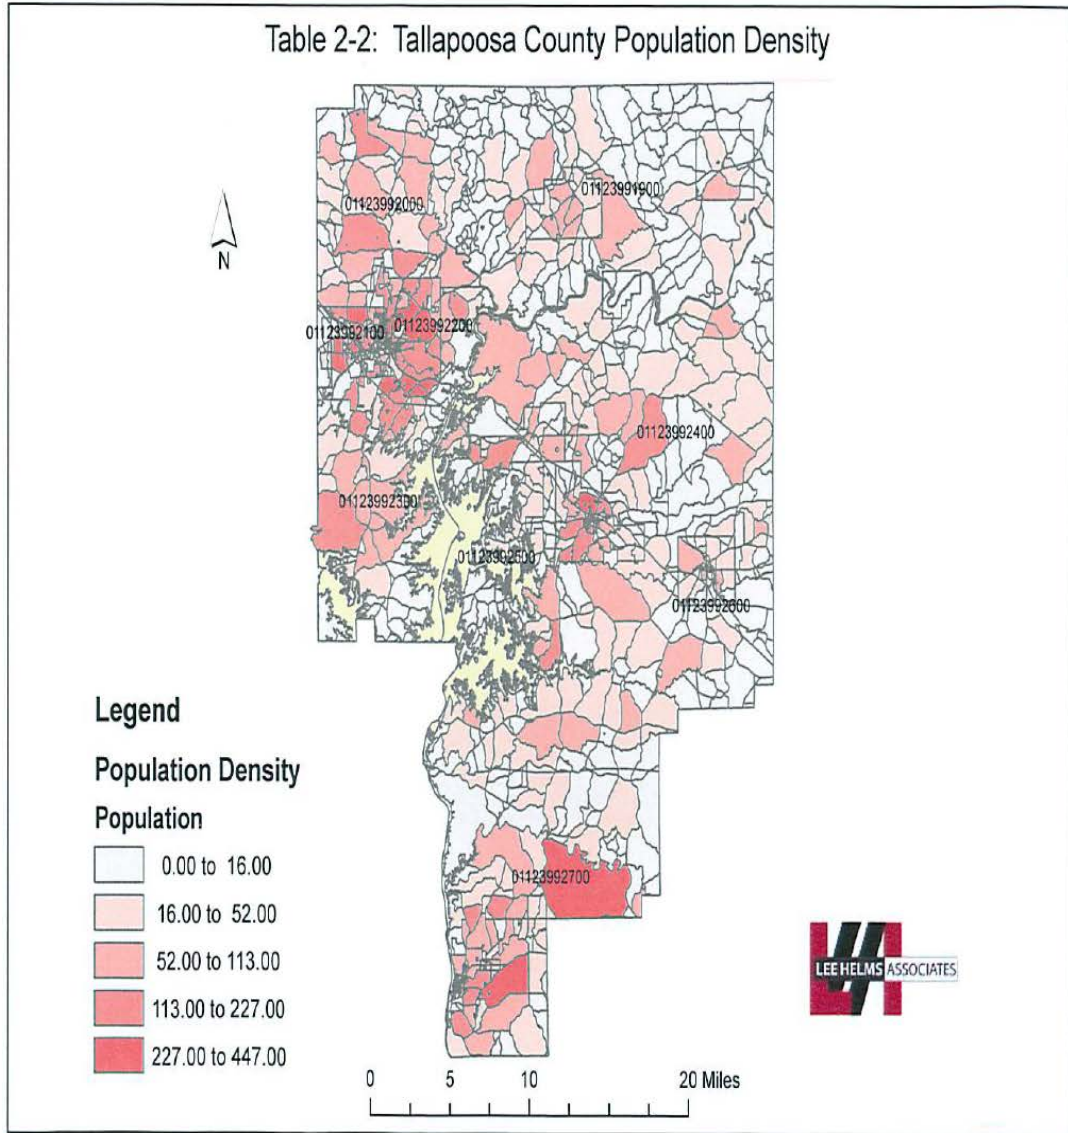 Table 2-2: Tallapoosa County Population Density
01123991900
01123992000
N
01123992100
01123992200
01123992400
01123992300
01123992500
01123992600
Legend
Population Density
Population
0.00 to 16.00
16.00 to 52.00
52.00 to 113.00
113.00 to 227.00
227.00 to 447.00
01123992700
LEE HELMS ASSOCIATES
0 5 10 20 Miles